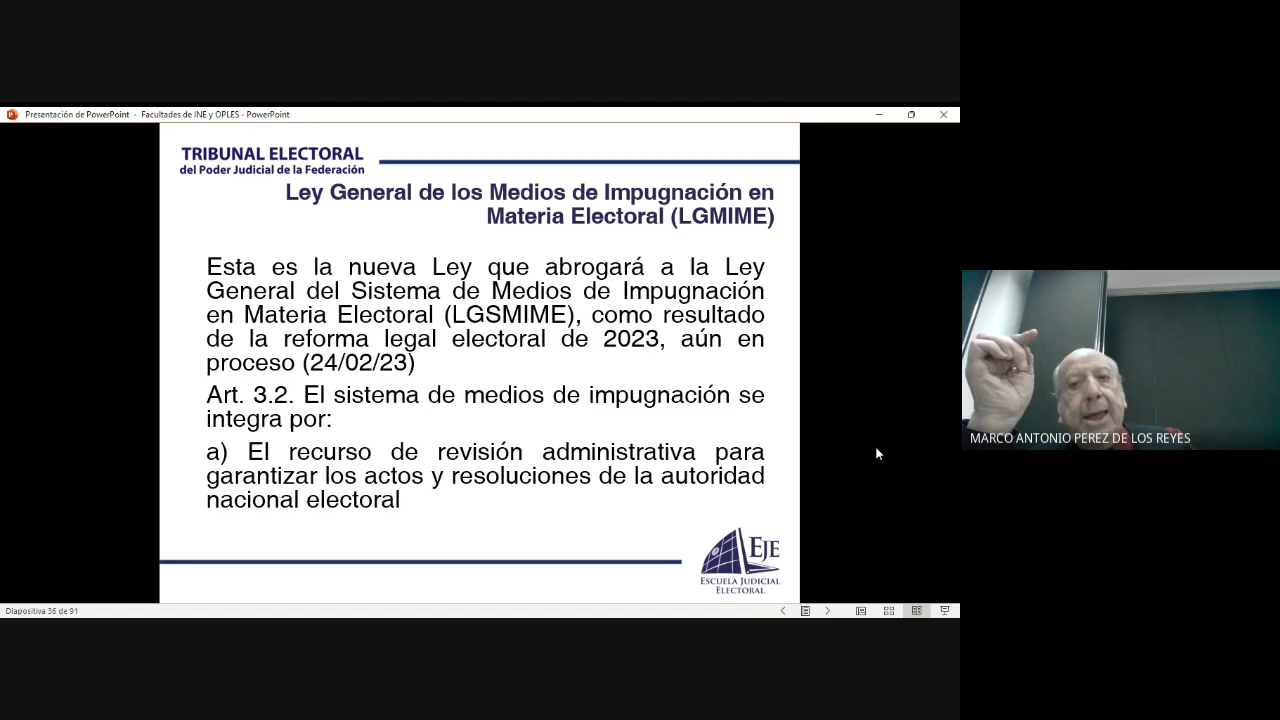 Presentación de PowerPoint - Facultades de INE y OPLES - PowerPoint
TRIBUNAL ELECTORAL
del Poder Judicial de la Federación
Ley General de los Medios de Impugnación en
Materia Electoral (LGMIME)
Esta es la nueva Ley que abrogará a la Ley
General del Sistema de Medios de Impugnación
en Materia Electoral (LGSMIME), como resultado
de la reforma legal electoral de 2023, aún en
proceso (24/02/23)
Art. 3.2. El sistema de medios de impugnación se
integra por:
a) El recurso de revisión administrativa para
garantizar los actos y resoluciones de la autoridad
nacional electoral
EJE
ESCUELA JUDICIAL
ELECTORAL
Diapositiva 36 de 91
MARCO ANTONIO PEREZ DE LOS REYES